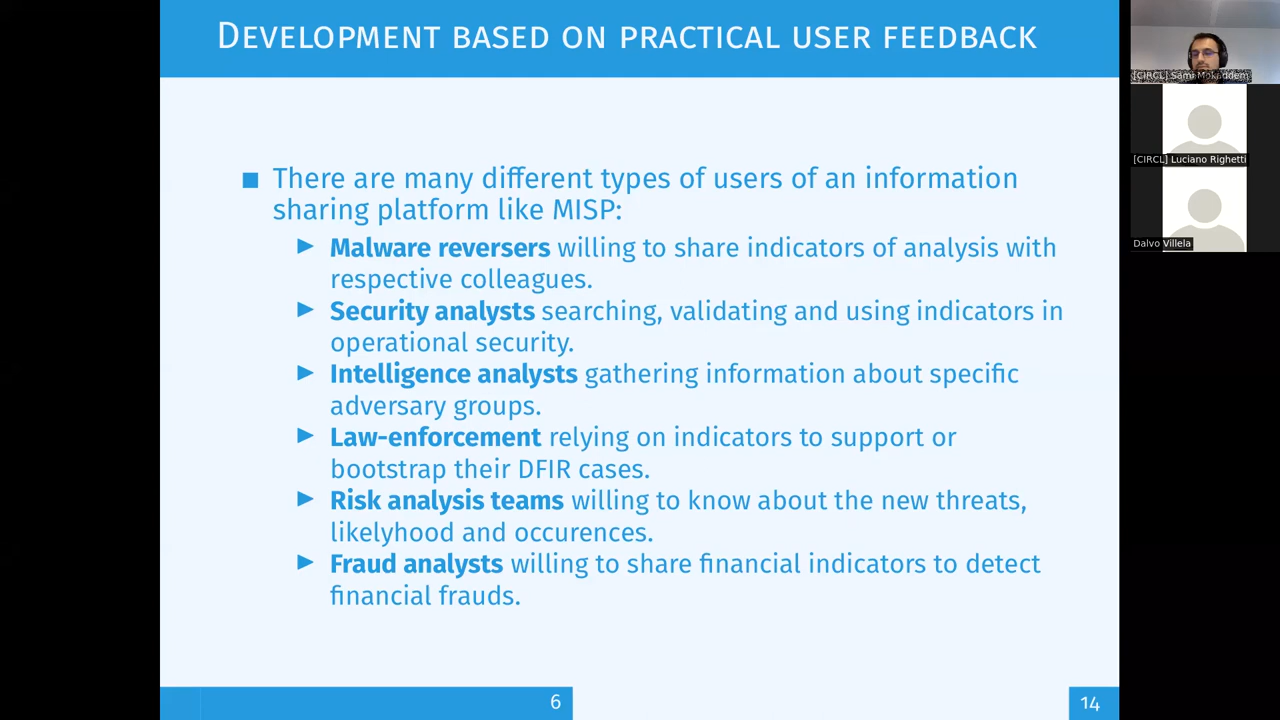 DEVELOPMENT BASED ON PRACTICAL USER FEEDBACK
■ There are many different types of users of an information
sharing platform like MISP:
▶ Malware reversers willing to share indicators of analysis with
respective colleagues.
▶ Security analysts searching, validating and using indicators in
operational security.
▶ Intelligence analysts gathering information about specific
adversary groups.
▶ Law-enforcement relying on indicators to support or
bootstrap their DFIR cases.
▶ Risk analysis teams willing to know about the new threats,
likelyhood and occurences.
▶ Fraud analysts willing to share financial indicators to detect
financial frauds.
6
14
[CIRCL] Sami Mokaddem
[CIRCL] Luciano Righetti
Dalvo Villela